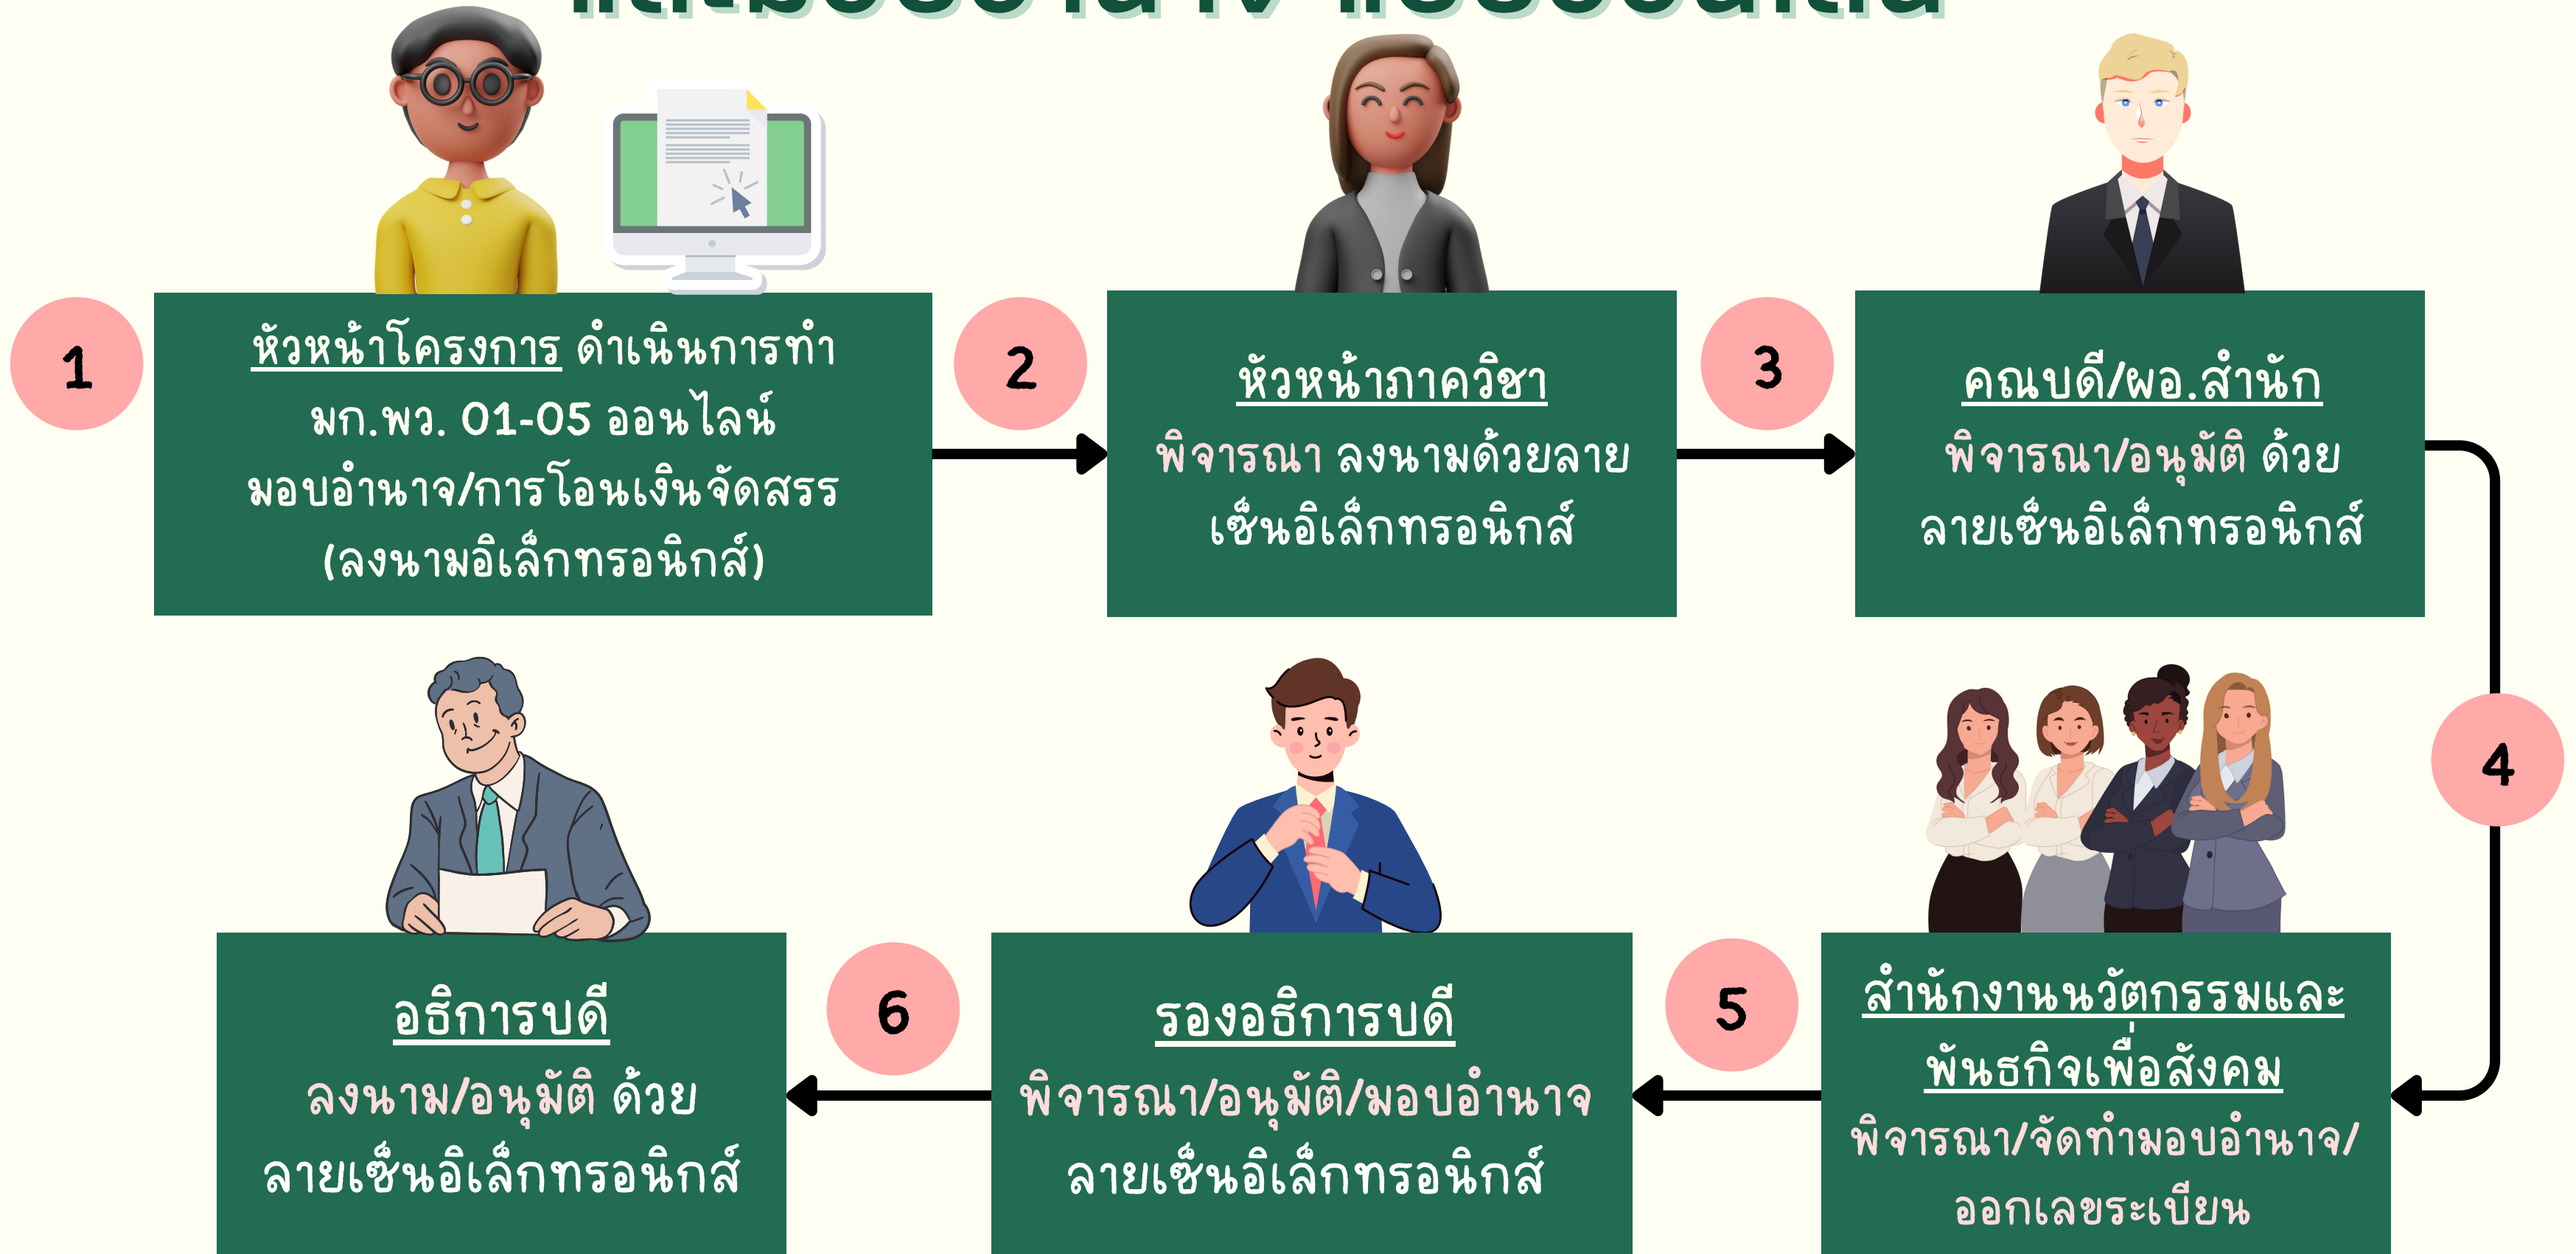 1
หัวหน้าโครงการ ดำเนินการทำ
มก.พว. 01-05 ออนไลน์
มอบอำนาจ/การโอนเงินจัดสรร
(ลงนามอิเล็กทรอนิกส์)
2
หัวหน้าภาควิชา
พิจารณา ลงนามด้วยลาย
เซ็นอิเล็กทรอนิกส์
3
คณบดี/ผอ.สำนัก
พิจารณา/อนุมัติ ด้วย
ลายเซ็นอิเล็กทรอนิกส์
4
สำนักงานนวัตกรรมและ
พันธกิจเพื่อสังคม
พิจารณา/จัดทำมอบอำนาจ/
ออกเลขระเบียน
5
รองอธิการบดี
พิจารณา/อนุมัติ/มอบอำนาจ
ลายเซ็นอิเล็กทรอนิกส์
6
อธิการบดี
ลงนาม/อนุมัติ ด้วย
ลายเซ็นอิเล็กทรอนิกส์